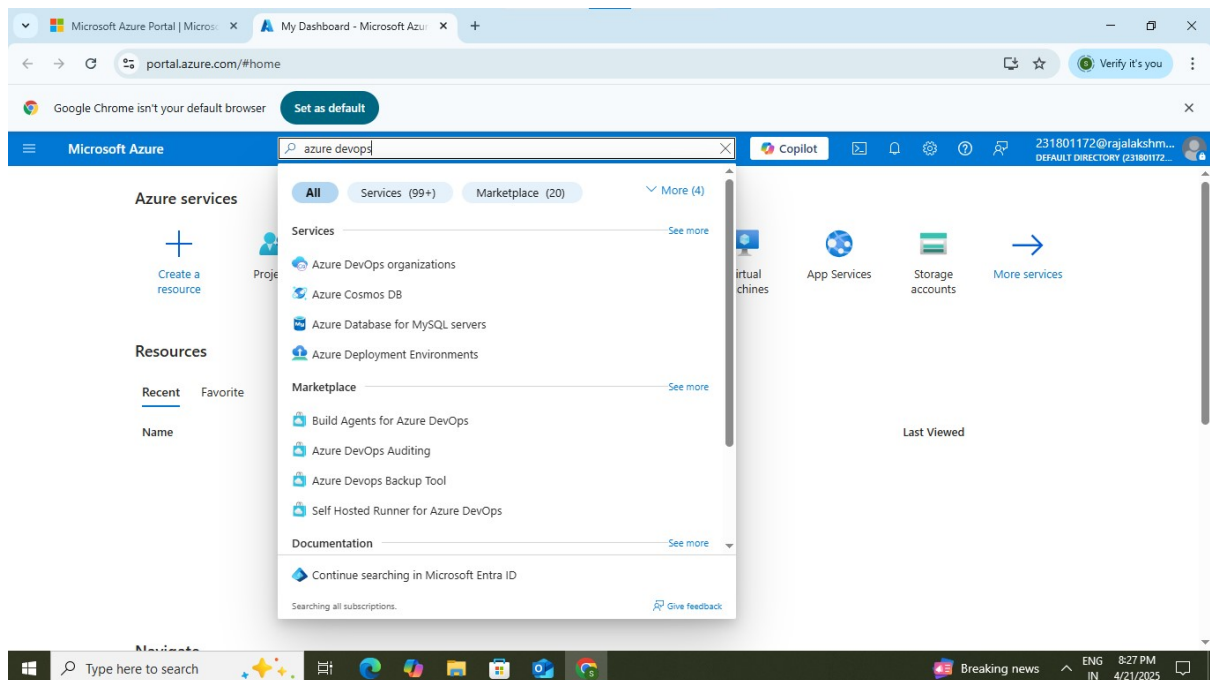 Microsoft Azure Portal | Micros
My Dashboard - Microsoft Azur
portal.azure.com/#home
Verify it's you
Google Chrome isn't your default browser
Set as default
Microsoft Azure
azure devops
Copilot
231801172@rajalakshm...
DEFAULT DIRECTORY (231801172...
Azure services
Create a
resource
Proje
irtual
chines
App Services
Storage
accounts
More services
All
Services (99+)
Marketplace (20)
More (4)
Services
See more
Azure DevOps organizations
Azure Cosmos DB
Azure Database for MySQL servers
Azure Deployment Environments
Marketplace
See more
Build Agents for Azure DevOps
Azure DevOps Auditing
Azure Devops Backup Tool
Self Hosted Runner for Azure DevOps
Documentation
See more
Continue searching in Microsoft Entra ID
Searching all subscriptions.
Give feedback
Resources
Recent
Favorite
Name
Last Viewed
Navigate
Type here to search
Breaking news
ENG
IN
8:27 PM
4/21/2025